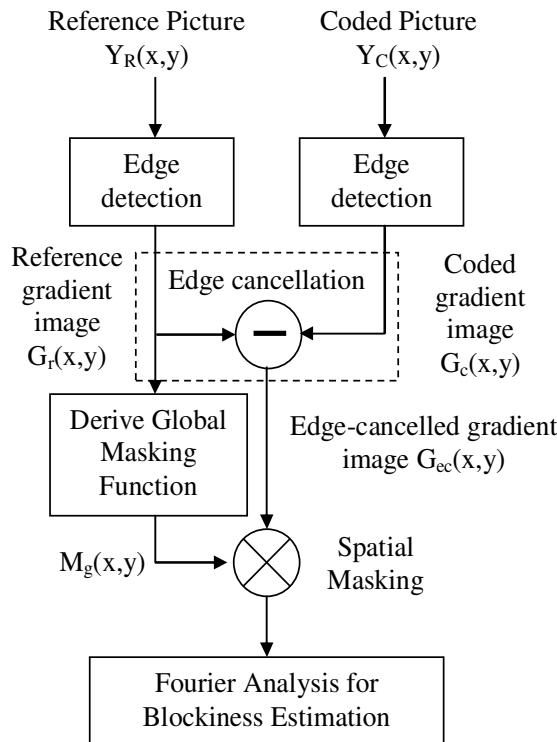 Reference Picture
Y_R(x,y)
Coded Picture
Y_C(x,y)
Edge
detection
Edge
detection
Reference
gradient
image
G_r(x,y)
Edge cancellation
Coded
gradient
image
G_c(x,y)
Derive Global
Masking
Function
Edge-cancelled gradient
image G_ec(x,y)
M_g(x,y)
Spatial
Masking
Fourier Analysis for
Blockiness Estimation